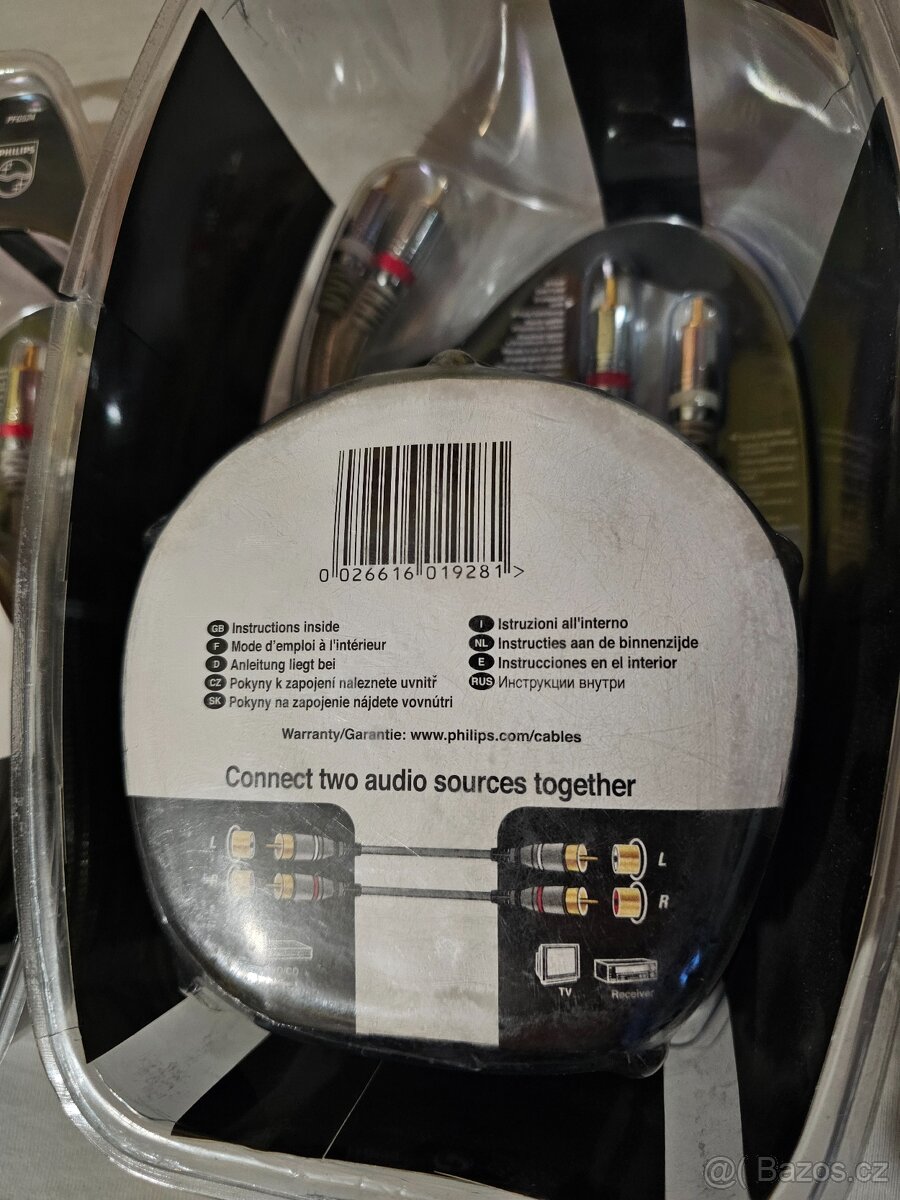 PHILIPS
0 026616 019281 >
GB Instructions inside
F Mode d'emploi à l'intérieur
D Anleitung liegt bei
CZ Pokyny k zapojení naleznete uvnitř
SK Pokyny na zapojenie nájdete vovnútri
I Istruzioni all'interno
NL Instructies aan de binnenzijde
E Instrucciones en el interior
RUS Инструкции внутри
Warranty/Garantie: www.philips.com/cables
Connect two audio sources together
L
L
R
R
TV
Receiver
@( Bazos.cz